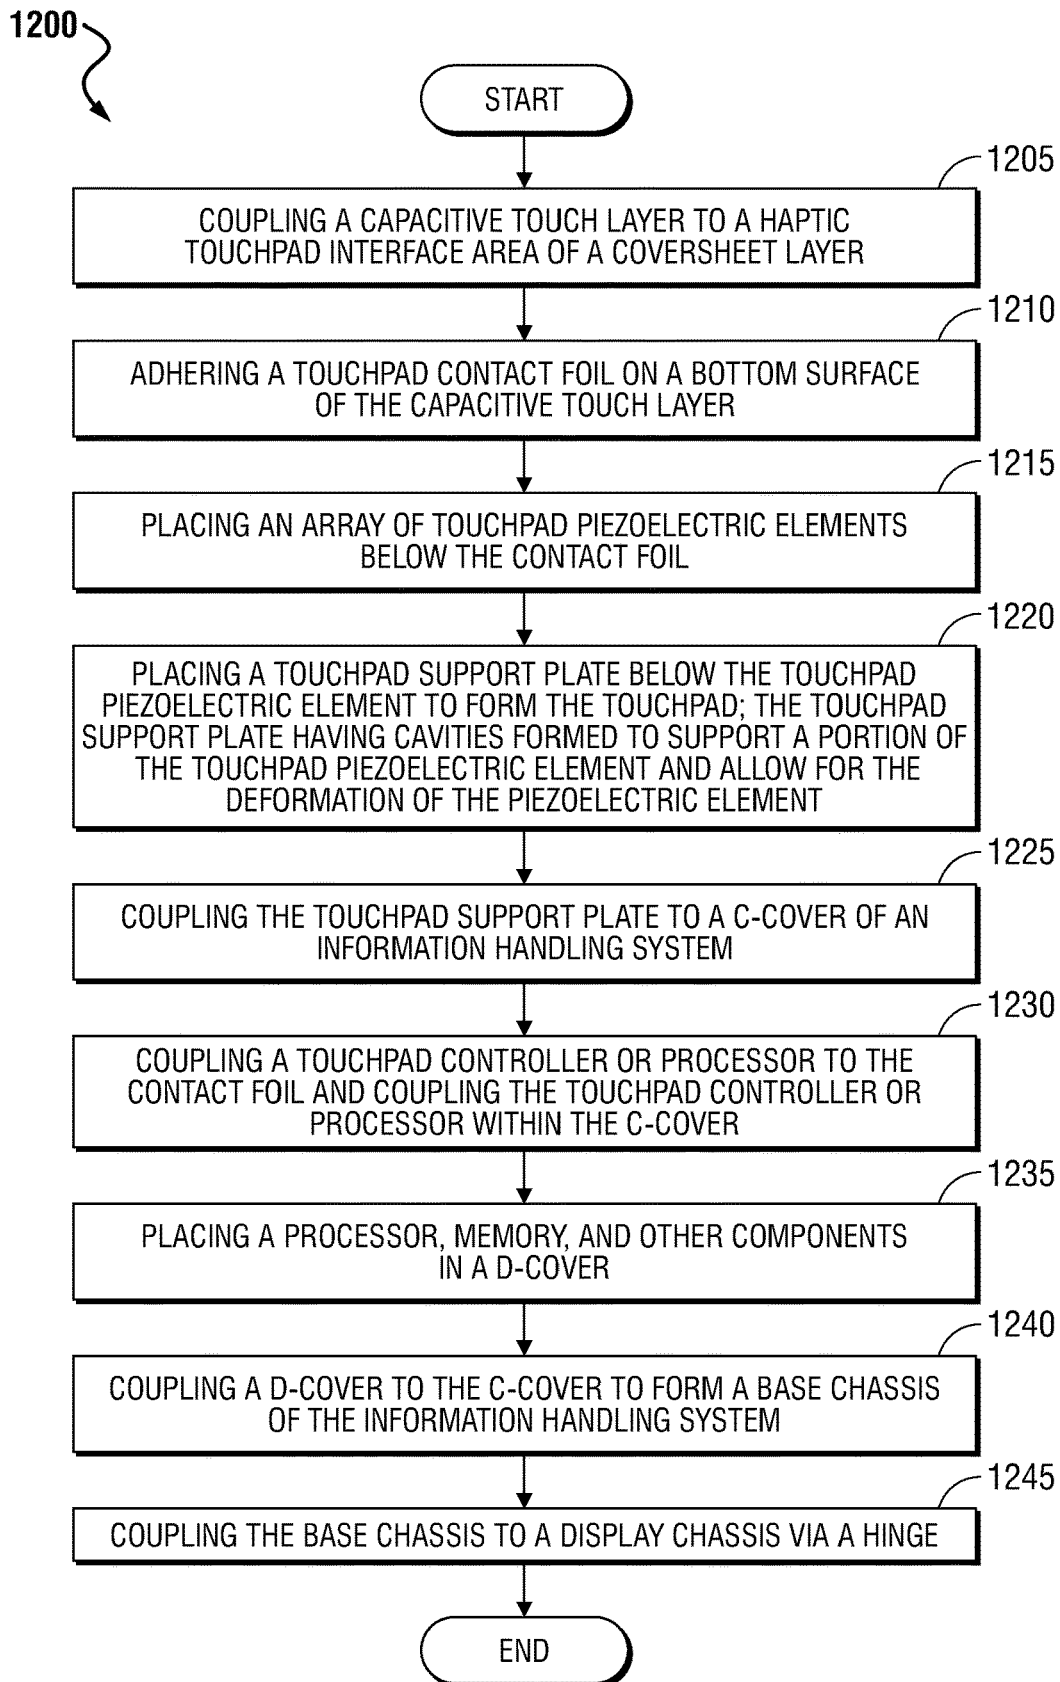 1200
START
1205
COUPLING A CAPACITIVE TOUCH LAYER TO A HAPTIC
TOUCHPAD INTERFACE AREA OF A COVERSHEET LAYER
1210
ADHERING A TOUCHPAD CONTACT FOIL ON A BOTTOM SURFACE
OF THE CAPACITIVE TOUCH LAYER
1215
PLACING AN ARRAY OF TOUCHPAD PIEZOELECTRIC ELEMENTS
BELOW THE CONTACT FOIL
1220
PLACING A TOUCHPAD SUPPORT PLATE BELOW THE TOUCHPAD
PIEZOELECTRIC ELEMENT TO FORM THE TOUCHPAD; THE TOUCHPAD
SUPPORT PLATE HAVING CAVITIES FORMED TO SUPPORT A PORTION OF
THE TOUCHPAD PIEZOELECTRIC ELEMENT AND ALLOW FOR THE
DEFORMATION OF THE PIEZOELECTRIC ELEMENT
1225
COUPLING THE TOUCHPAD SUPPORT PLATE TO A C-COVER OF AN
INFORMATION HANDLING SYSTEM
1230
COUPLING A TOUCHPAD CONTROLLER OR PROCESSOR TO THE
CONTACT FOIL AND COUPLING THE TOUCHPAD CONTROLLER OR
PROCESSOR WITHIN THE C-COVER
1235
PLACING A PROCESSOR, MEMORY, AND OTHER COMPONENTS
IN A D-COVER
1240
COUPLING A D-COVER TO THE C-COVER TO FORM A BASE CHASSIS
OF THE INFORMATION HANDLING SYSTEM
1245
COUPLING THE BASE CHASSIS TO A DISPLAY CHASSIS VIA A HINGE
END